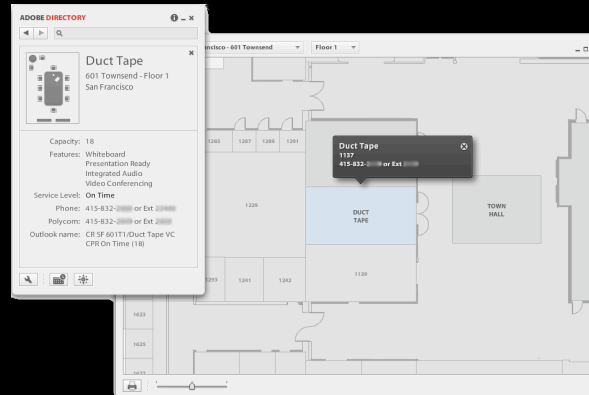 ADOBE DIRECTORY
Duct Tape
601 Townsend - Floor 1
San Francisco
Capacity: 18
Features: Whiteboard
Presentation Ready
Integrated Audio
Video Conferencing
Service Level: On Time
Phone: 415-832- or Ext
Polycom: 415-832- or Ext
Outlook name: CR SF 601T1/Duct Tape VC
CPR On Time (18)
ncisco - 601 Townsend
Floor 1
1285 1287 1289 1291
Duct Tape
1137
415-832- or Ext
1229
DUCT
TAPE
TOWN
HALL
1241 1242
1633
1635